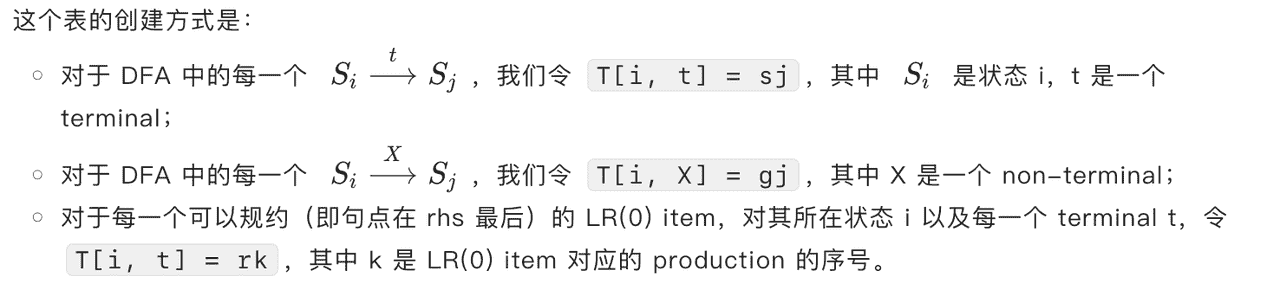 这个表的创建方式是：
○ 对于 DFA 中的每一个 Sᵢ —t→ Sⱼ ，我们令 T[i, t] = sj，其中 Sᵢ 是状态 i，t 是一个
terminal；
○ 对于 DFA 中的每一个 Sᵢ —X→ Sⱼ ，我们令 T[i, X] = gj，其中 X 是一个 non-terminal；
○ 对于每一个可以规约（即句点在 rhs 最后）的 LR(0) item，对其所在状态 i 以及每一个 terminal t，令
T[i, t] = rk，其中 k 是 LR(0) item 对应的 production 的序号。